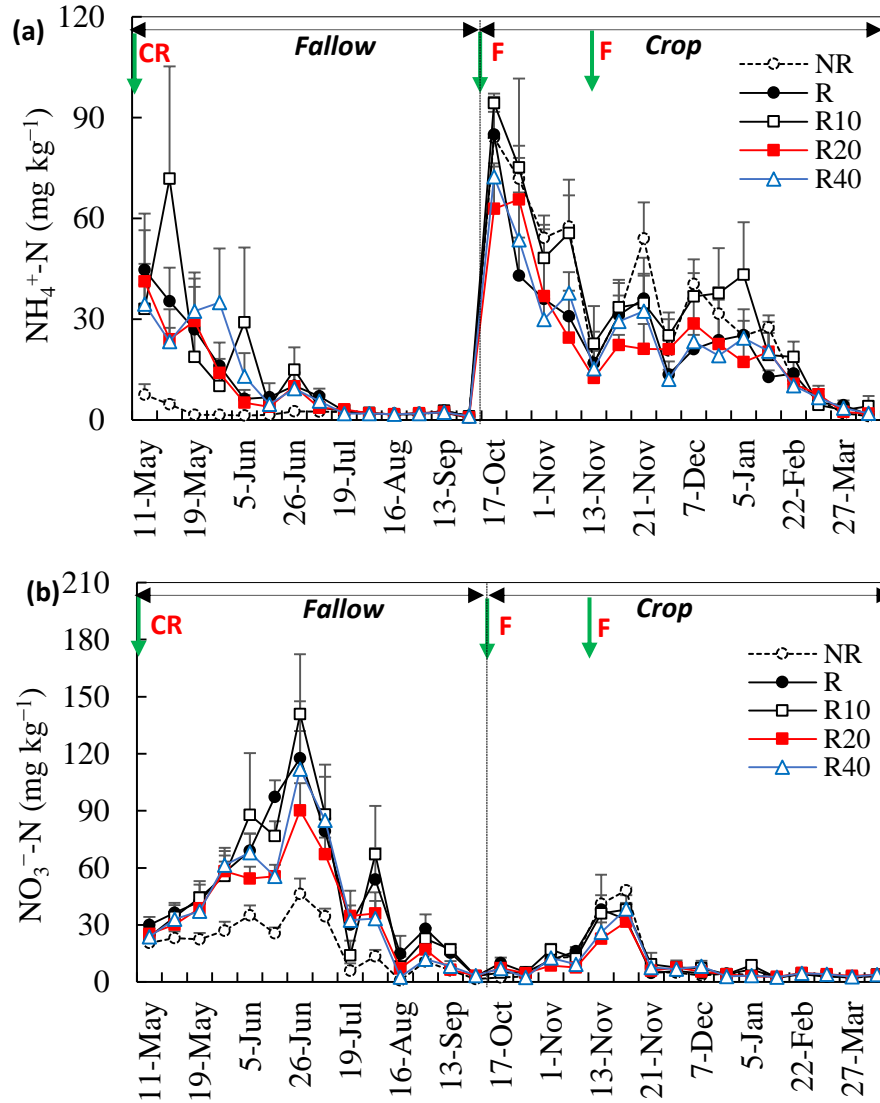 (a)
NH₄⁺-N (mg kg⁻¹)
120
90
60
30
0
CR
Fallow
F
F
Crop
NR
R
R10
R20
R40
11-May
19-May
5-Jun
26-Jun
19-Jul
16-Aug
13-Sep
17-Oct
1-Nov
13-Nov
21-Nov
7-Dec
5-Jan
22-Feb
27-Mar
(b)
NO₃⁻-N (mg kg⁻¹)
210
180
150
120
90
60
30
0
CR
Fallow
F
F
Crop
NR
R
R10
R20
R40
11-May
19-May
5-Jun
26-Jun
19-Jul
16-Aug
13-Sep
17-Oct
1-Nov
13-Nov
21-Nov
7-Dec
5-Jan
22-Feb
27-Mar